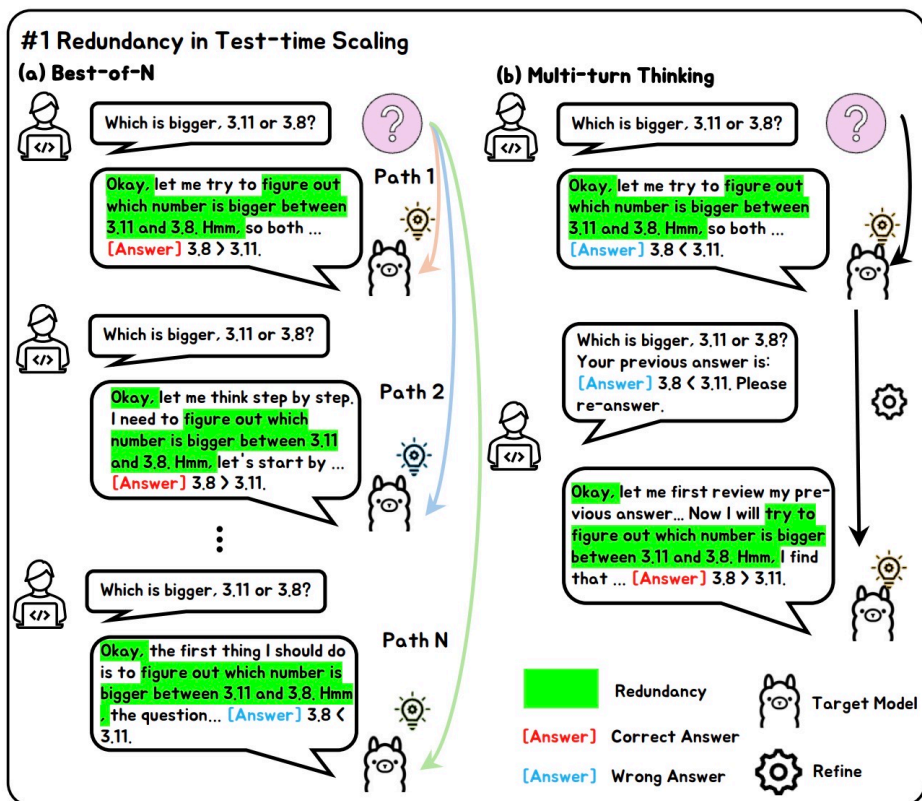 #1 Redundancy in Test-time Scaling
(a) Best-of-N
Which is bigger, 3.11 or 3.8?
Path 1
Okay, let me try to figure out
which number is bigger between
3.11 and 3.8. Hmm, so both ...
[Answer] 3.8 > 3.11.
Which is bigger, 3.11 or 3.8?
Path 2
Okay, let me think step by step.
I need to figure out which
number is bigger between 3.11
and 3.8. Hmm, let's start by ...
[Answer] 3.8 > 3.11.
⋮
Which is bigger, 3.11 or 3.8?
Path N
Okay, the first thing I should do
is to figure out which number is
bigger between 3.11 and 3.8. Hmm
, the question... [Answer] 3.8 <
3.11.
(b) Multi-turn Thinking
Which is bigger, 3.11 or 3.8?
Okay, let me try to figure out
which number is bigger between
3.11 and 3.8. Hmm, so both ...
[Answer] 3.8 < 3.11.
Which is bigger, 3.11 or 3.8?
Your previous answer is:
[Answer] 3.8 < 3.11. Please
re-answer.
Okay, let me first review my pre-
vious answer... Now I will try to
figure out which number is bigger
between 3.11 and 3.8. Hmm, I find
that ... [Answer] 3.8 > 3.11.
Redundancy
Target Model
[Answer] Correct Answer
[Answer] Wrong Answer
Refine